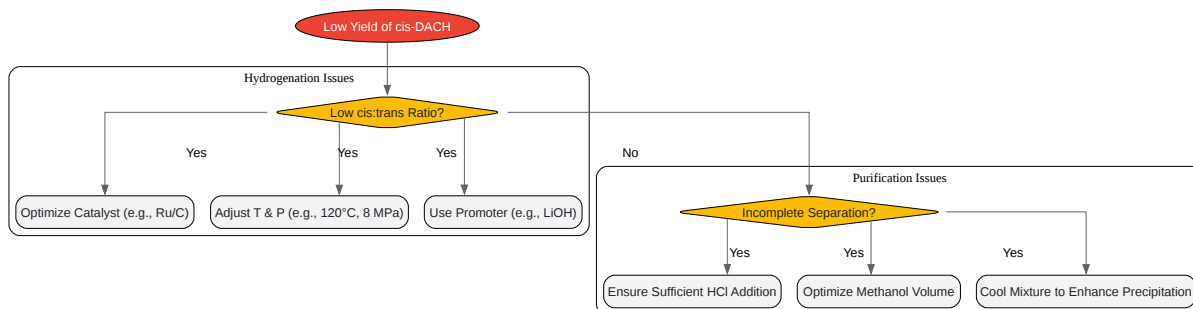 Low Yield of cis-DACH
Hydrogenation Issues
Low cis:trans Ratio?
Yes
Yes
Yes
No
Optimize Catalyst (e.g., Ru/C)
Adjust T & P (e.g., 120°C, 8 MPa)
Use Promoter (e.g., LiOH)
Purification Issues
Incomplete Separation?
Yes
Yes
Yes
Ensure Sufficient HCl Addition
Optimize Methanol Volume
Cool Mixture to Enhance Precipitation